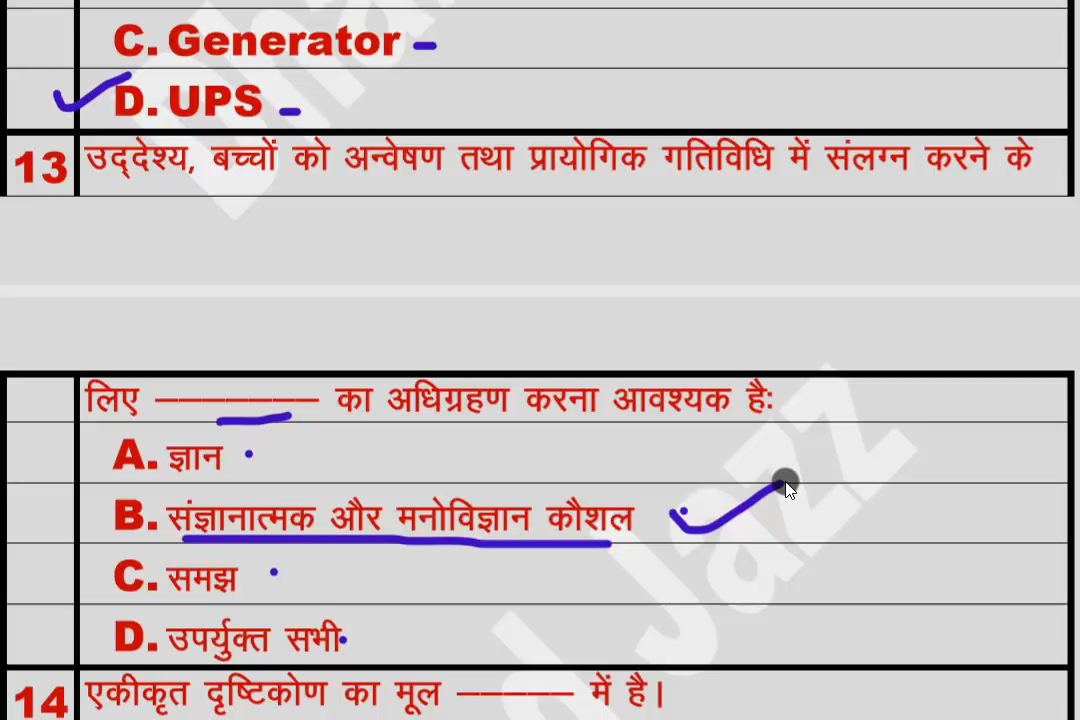 C. Generator
D. UPS
13 उद्देश्य, बच्चों को अन्वेषण तथा प्रायोगिक गतिविधि में संलग्न करने के
लिए ––––––– का अधिग्रहण करना आवश्यक है:
A. ज्ञान
B. संज्ञानात्मक और मनोविज्ञान कौशल
C. समझ
D. उपर्युक्त सभी
14 एकीकृत दृष्टिकोण का मूल ––––– में है।